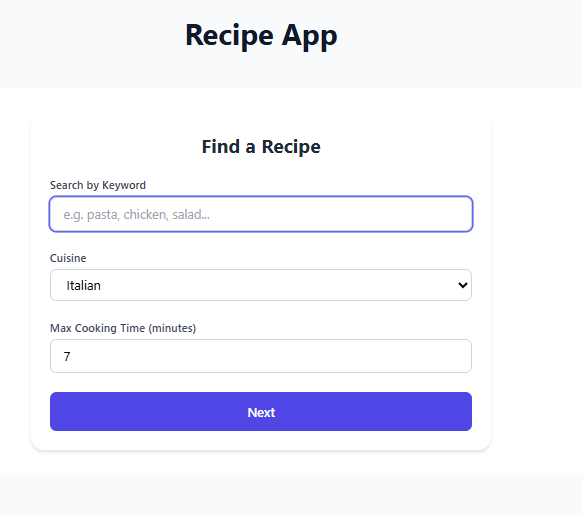 Recipe App
Find a Recipe
Search by Keyword
e.g. pasta, chicken, salad...
Cuisine
Italian
Max Cooking Time (minutes)
7
Next